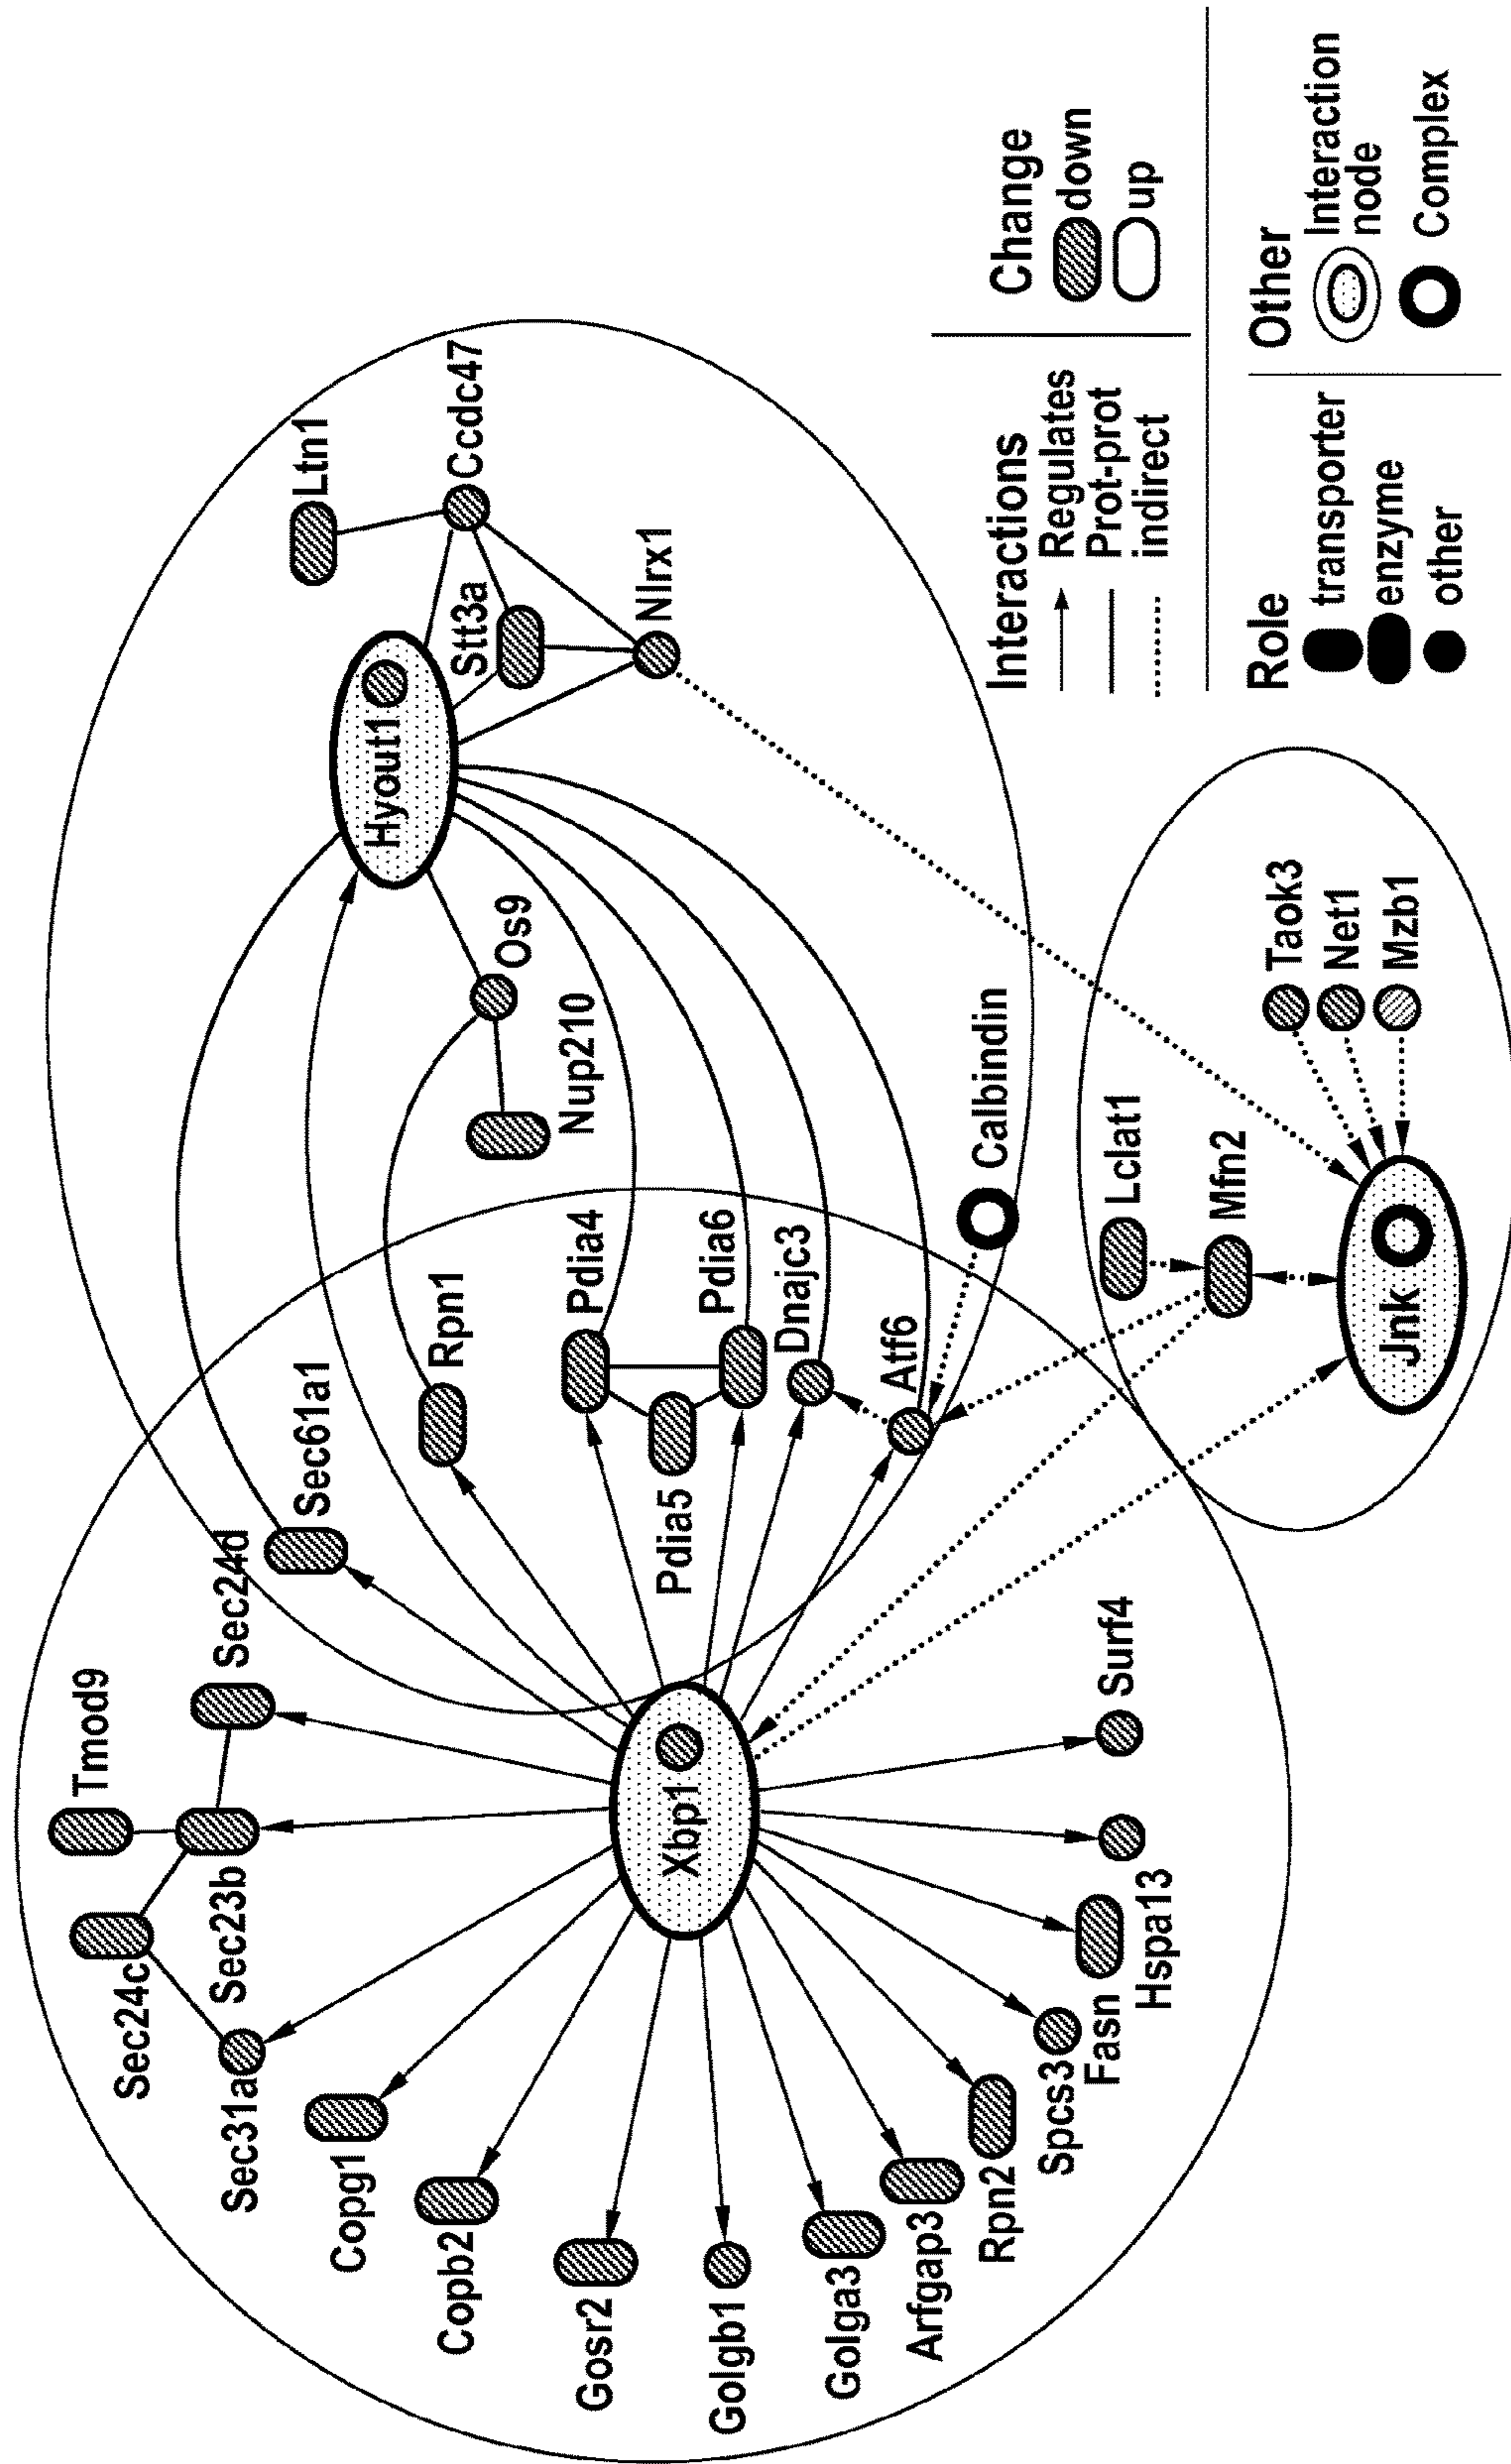 Tmod9
Sec24c
Sec24d
Sec23b
Sec31a
Sec61a1
Ltn1
Copg1
Hyout1
Rpn1
Ccdc47
Copb2
Stt3a
Os9
Nup210
Gosr2
Pdia4
Xbp1
Pdia5
Nlrx1
Golgb1
Pdia6
Dnajc3
Golga3
Atf6
Arfgap3
Calbindin
Rpn2
Spcs3
Fasn
Surf4
Lclat1
Hspa13
Mfn2
Taok3
Net1
Mzb1
Jnk
Interactions
Regulates
Prot-prot
indirect
Change
down
up
Role
transporter
enzyme
other
Other
Interaction
node
Complex